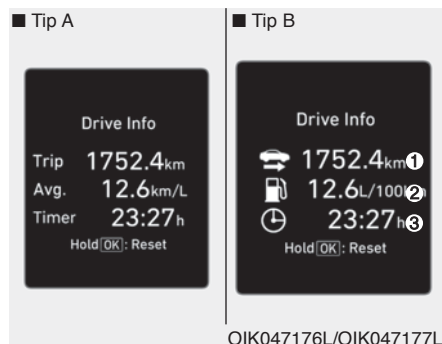 ■ Tip A
Drive Info
Trip 1752.4km
Avg. 12.6km/L
Timer 23:27h
Hold OK : Reset
■ Tip B
Drive Info
1752.4km ❶
12.6L/100km ❷
23:27h ❸
Hold OK : Reset
OIK047176L/OIK047177L